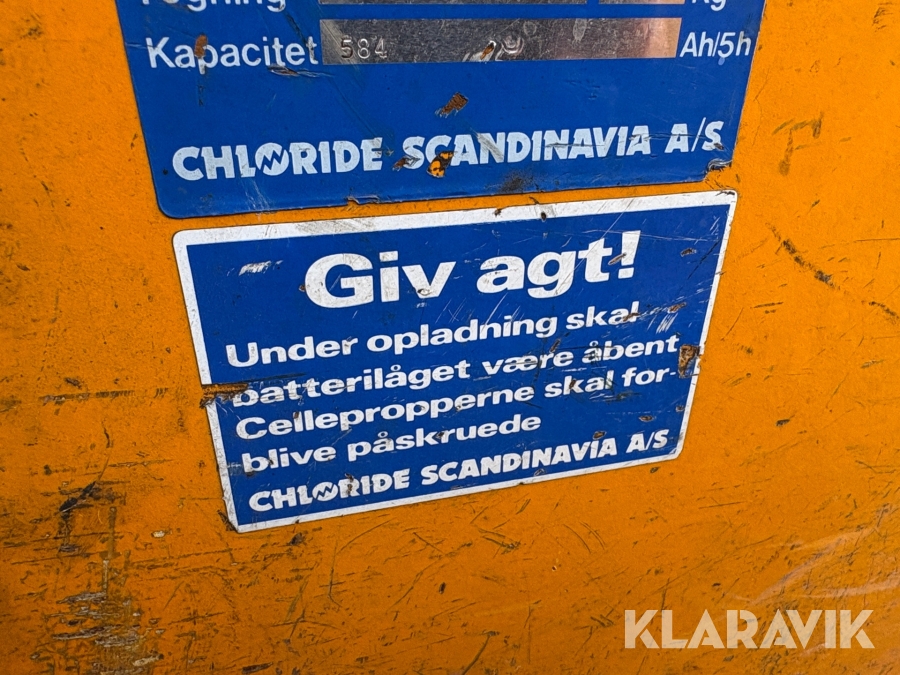 Kapacitet 584 Ah/5h
CHLORIDE SCANDINAVIA A/S
Giv agt!
Under opladning skal
batterilåget være åbent
Cellepropperne skal for-
blive påskruede
CHLORIDE SCANDINAVIA A/S
KLARAVIK